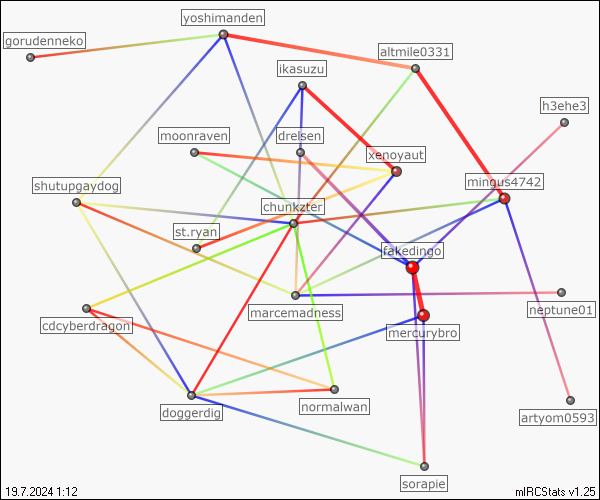 yoshimanden
gorudenneko
altmile0331
ikasuzu
h3ehe3
moonraven
drelsen
xenoyaut
mingus4742
shutupgaydog
chunkzter
st.ryan
fakedingo
marcemadness
neptune01
cdcyberdragon
mercurybro
doggerdig
normalwan
artyom0593
sorapie
19.7.2024 1:12
mIRCStats v1.25